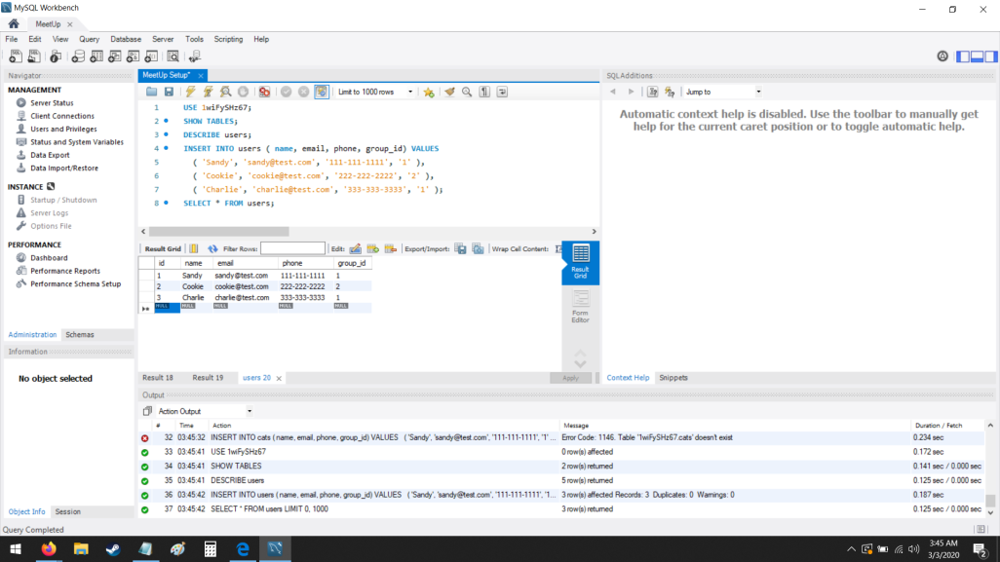 MySQL Workbench
MeetUp ×
File Edit View Query Database Server Tools Scripting Help
Navigator
MANAGEMENT
Server Status
Client Connections
Users and Privileges
Status and System Variables
Data Export
Data Import/Restore
INSTANCE
Startup / Shutdown
Server Logs
Options File
PERFORMANCE
Dashboard
Performance Reports
Performance Schema Setup
Administration Schemas
Information
No object selected
Object Info Session
MeetUp Setup* ×
Limit to 1000 rows
1 USE 1wiFySHz67;
2 SHOW TABLES;
3 DESCRIBE users;
4 INSERT INTO users ( name, email, phone, group_id) VALUES
5 ( 'Sandy', 'sandy@test.com', '111-111-1111', '1' ),
6 ( 'Cookie', 'cookie@test.com', '222-222-2222', '2' ),
7 ( 'Charlie', 'charlie@test.com', '333-333-3333', '1' );
8 SELECT * FROM users;
Result Grid Filter Rows: Edit: Export/Import: Wrap Cell Content:
id name email phone group_id
1 Sandy sandy@test.com 111-111-1111 1
2 Cookie cookie@test.com 222-222-2222 2
3 Charlie charlie@test.com 333-333-3333 1
NULL NULL NULL NULL NULL
Result
Grid
Form
Editor
Result 18 Result 19 users 20 ×
Apply
SQLAdditions
Jump to
Automatic context help is disabled. Use the toolbar to manually get
help for the current caret position or to toggle automatic help.
Context Help Snippets
Output
Action Output
# Time Action Message Duration / Fetch
32 03:45:32 INSERT INTO cats ( name, email, phone, group_id) VALUES ( 'Sandy', 'sandy@test.com', '111-111-1111', '1' ... Error Code: 1146. Table '1wiFySHz67.cats' doesn't exist 0.234 sec
33 03:45:41 USE 1wiFySHz67 0 row(s) affected 0.172 sec
34 03:45:41 SHOW TABLES 2 row(s) returned 0.141 sec / 0.000 sec
35 03:45:41 DESCRIBE users 5 row(s) returned 0.125 sec / 0.000 sec
36 03:45:42 INSERT INTO users ( name, email, phone, group_id) VALUES ( 'Sandy', 'sandy@test.com', '111-111-1111', '1'... 3 row(s) affected Records: 3 Duplicates: 0 Warnings: 0 0.187 sec
37 03:45:42 SELECT * FROM users LIMIT 0, 1000 3 row(s) returned 0.125 sec / 0.000 sec
Query Completed
3:45 AM
3/3/2020
2